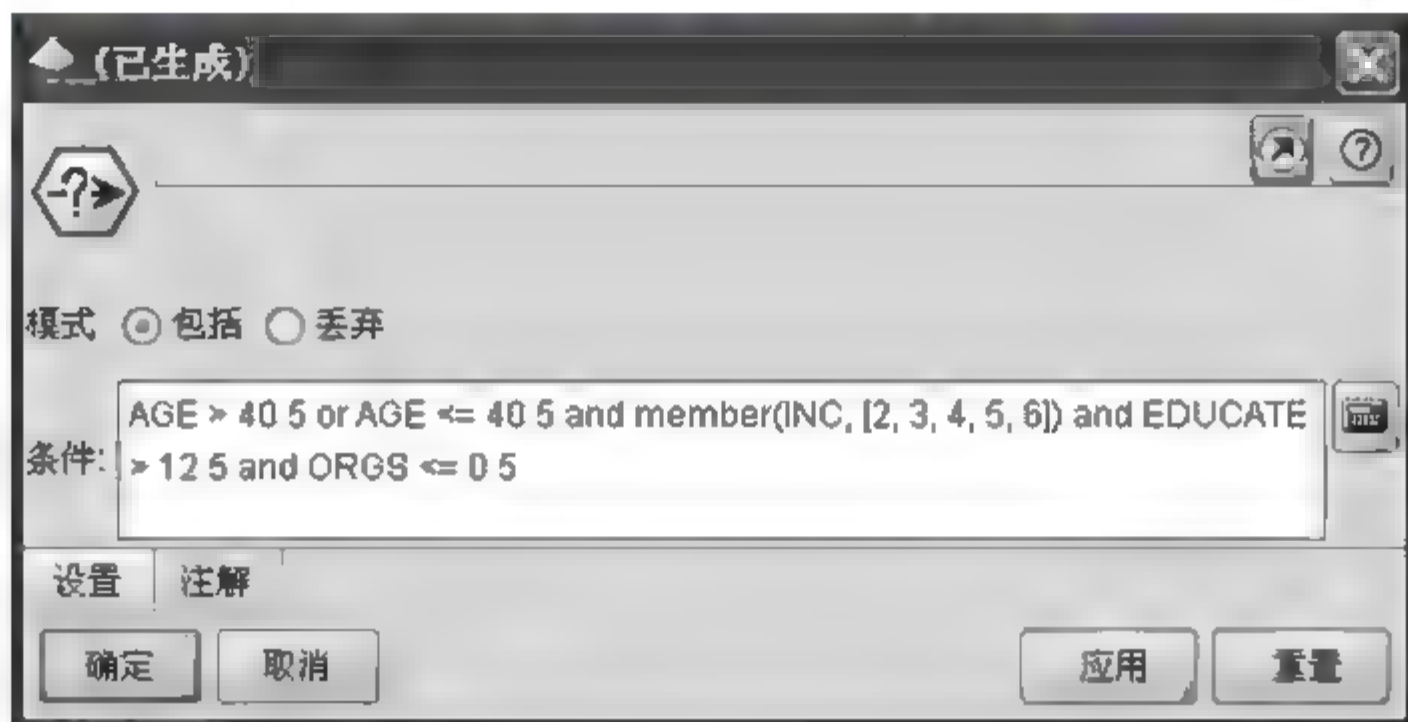 (已生成)
模式 包括 丢弃
条件: AGE > 40 5 or AGE <= 40 5 and member(INC, [2, 3, 4, 5, 6]) and EDUCATE
> 12 5 and ORGS <= 0 5
设置 注解
确定 取消 应用 重置